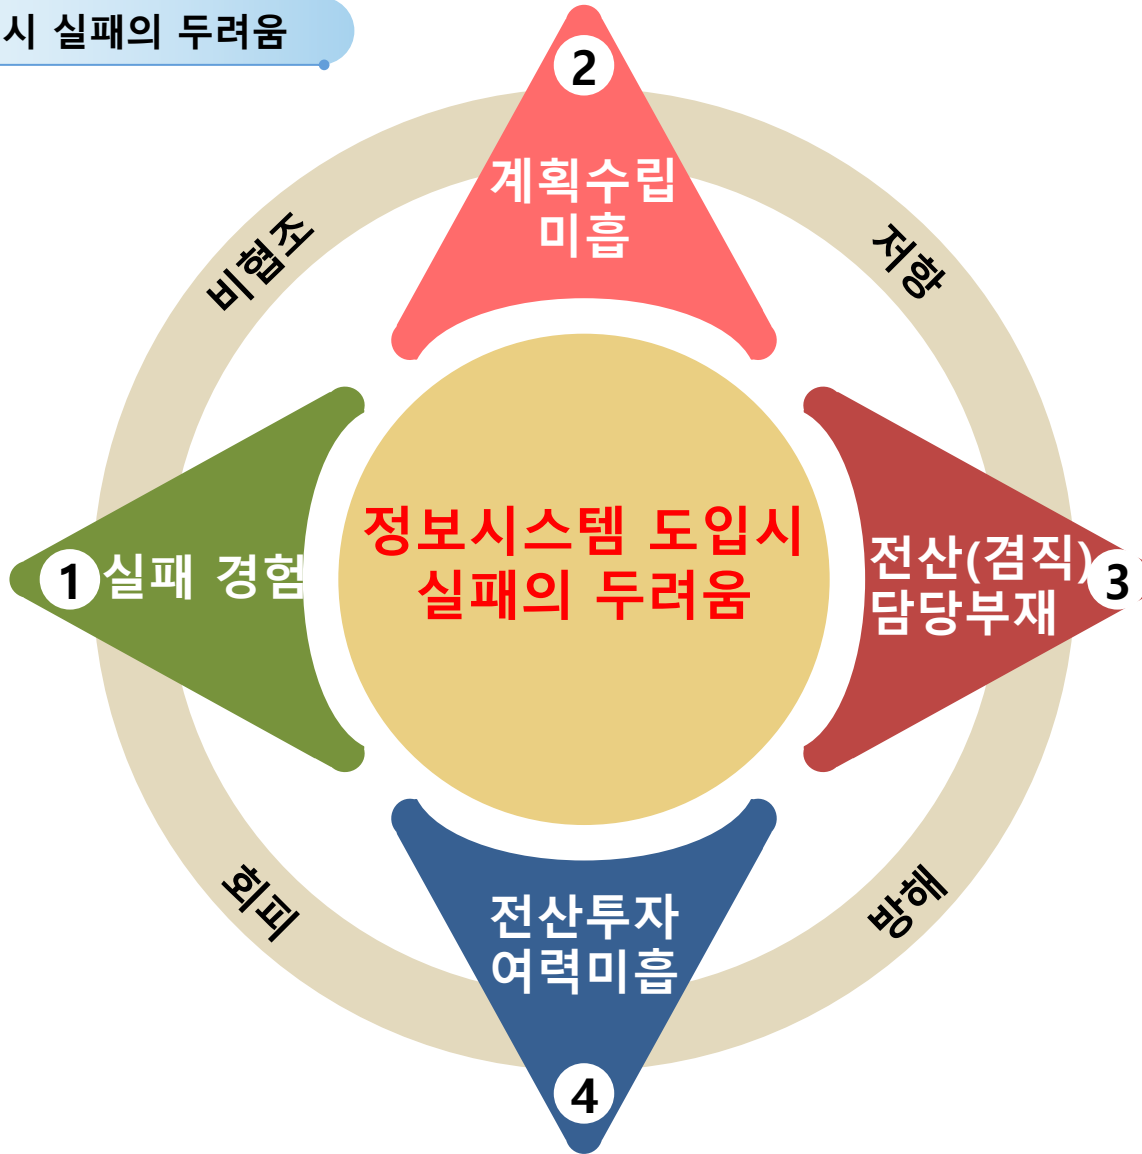 시 실패의 두려움
2
계획수립
미흡
비협조
저항
정보시스템 도입시
실패의 두려움
1
실패 경험
전산(겸직)
담당부재
3
회피
방해
전산투자
여력미흡
4